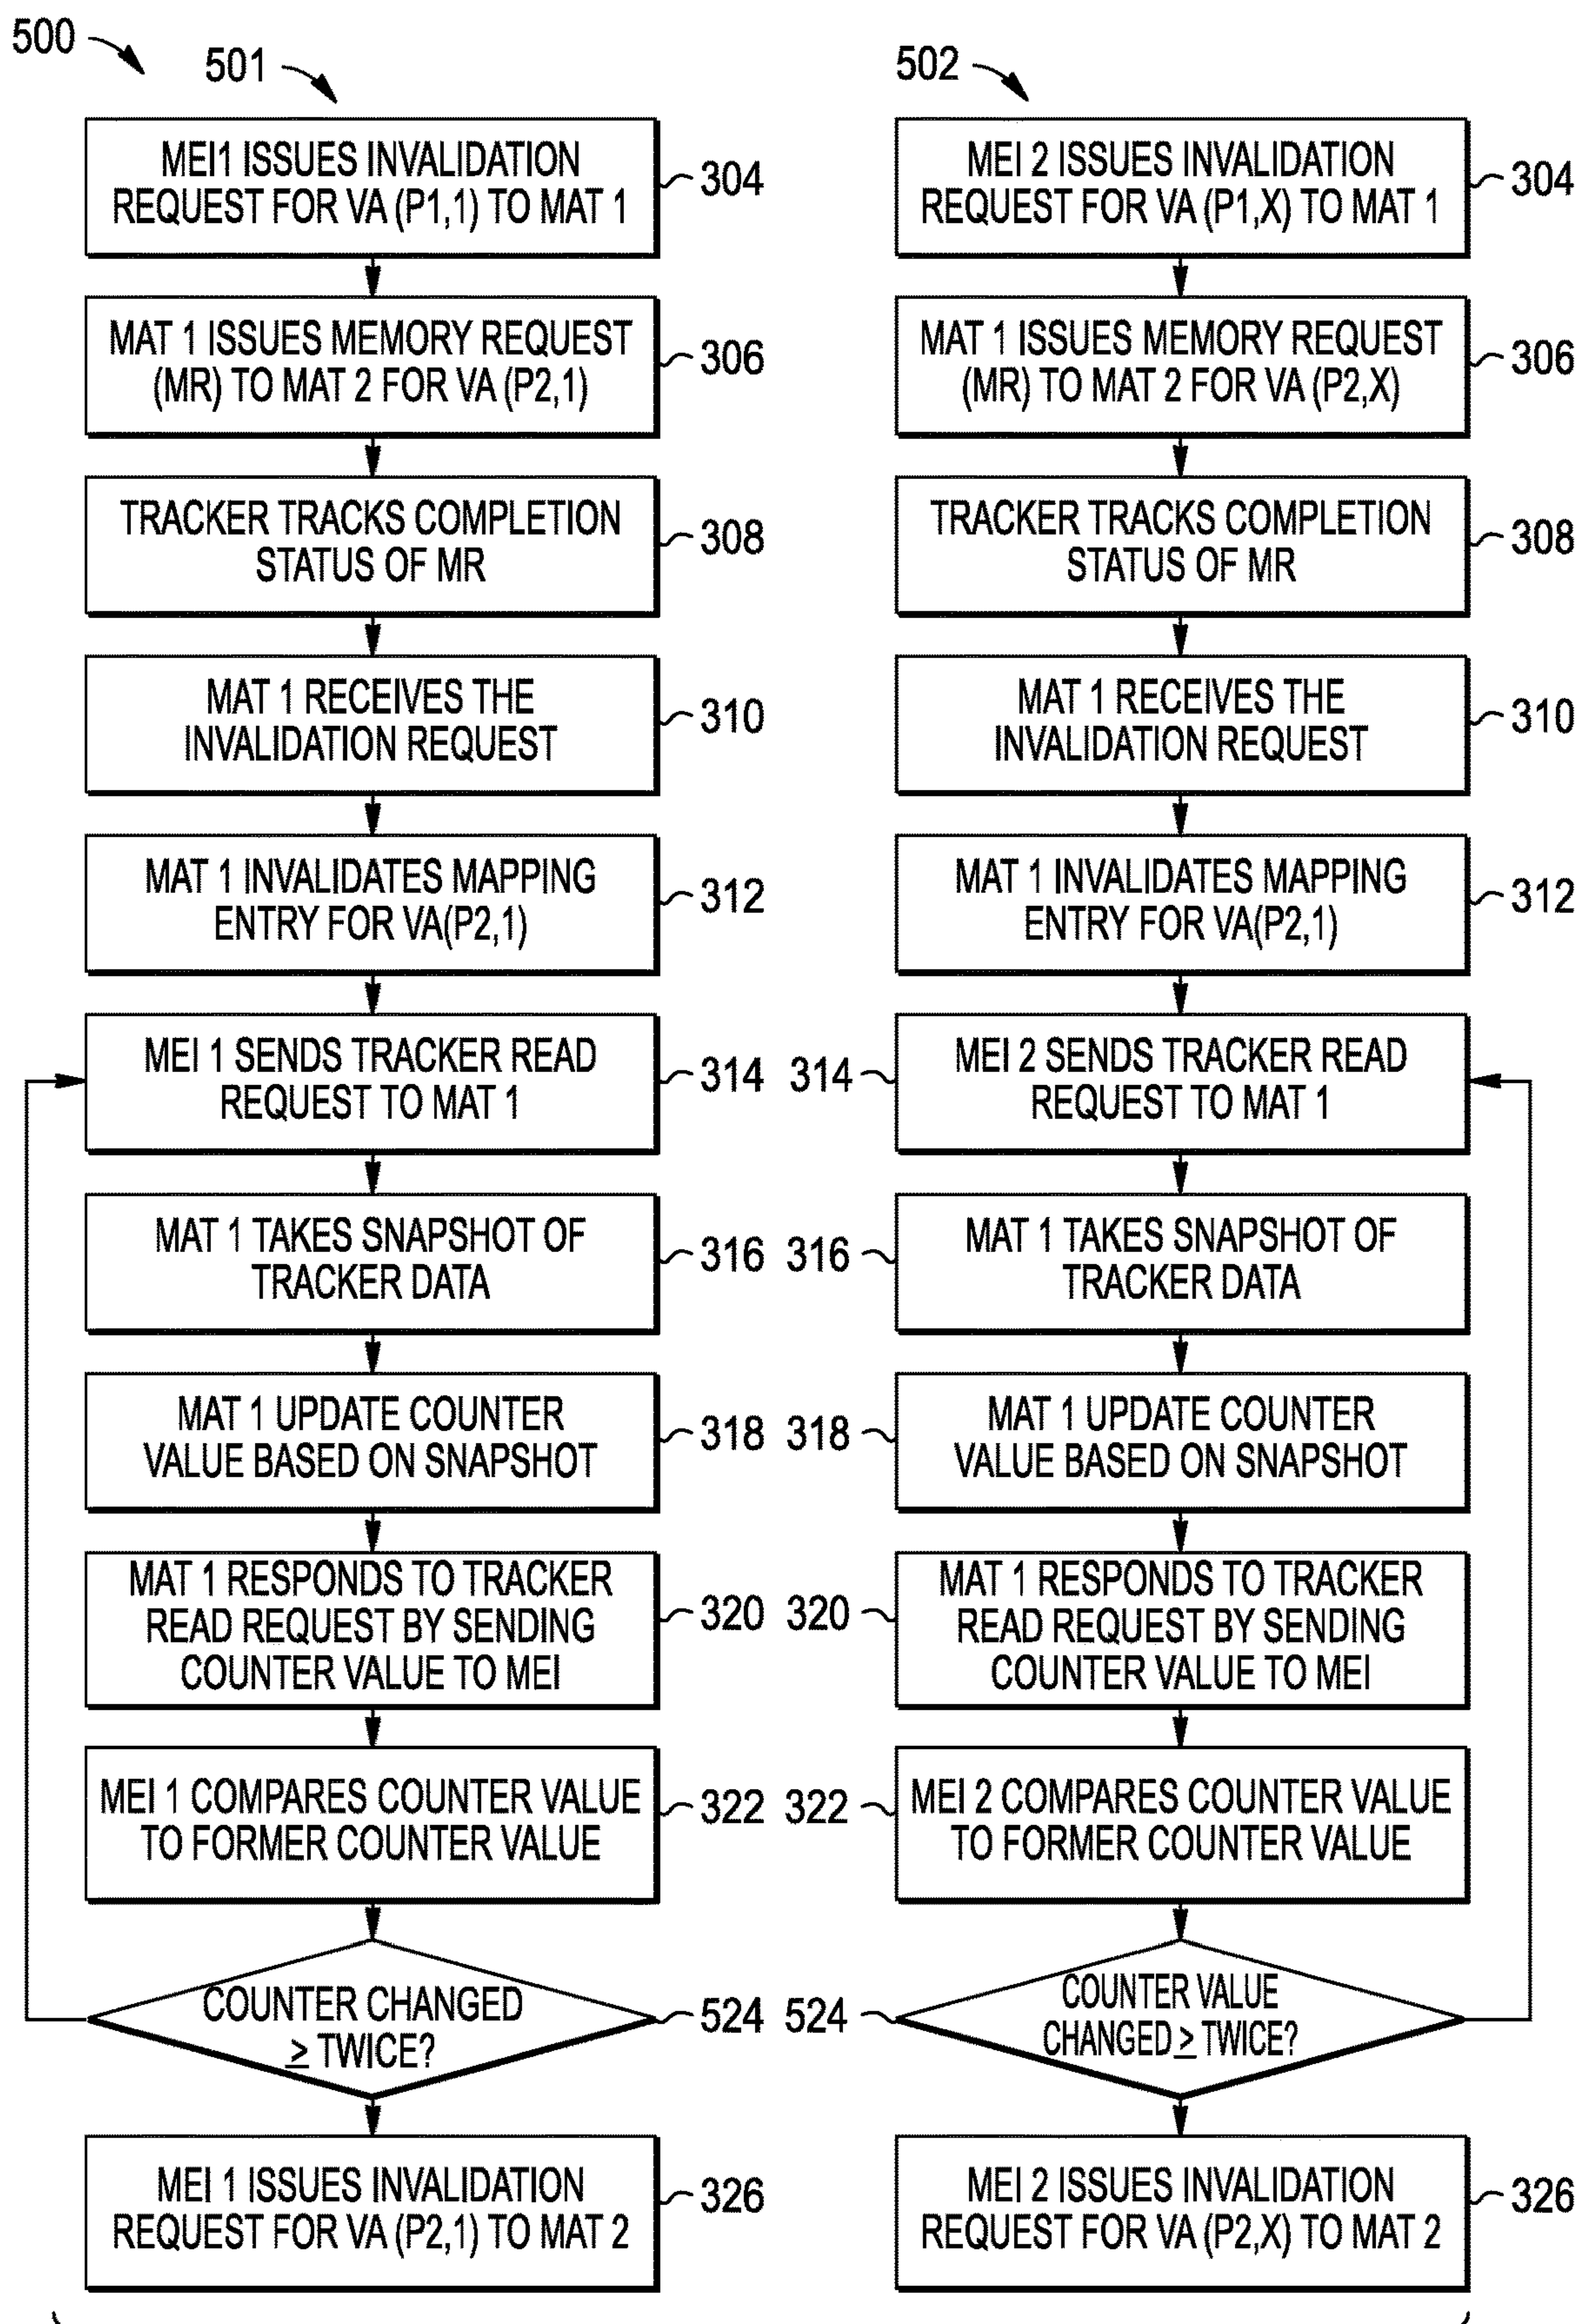 500
501
MEI1 ISSUES INVALIDATION
REQUEST FOR VA (P1,1) TO MAT 1
304
MAT 1 ISSUES MEMORY REQUEST
(MR) TO MAT 2 FOR VA (P2,1)
306
TRACKER TRACKS COMPLETION
STATUS OF MR
308
MAT 1 RECEIVES THE
INVALIDATION REQUEST
310
MAT 1 INVALIDATES MAPPING
ENTRY FOR VA(P2,1)
312
MEI 1 SENDS TRACKER READ
REQUEST TO MAT 1
314
MAT 1 TAKES SNAPSHOT OF
TRACKER DATA
316
MAT 1 UPDATE COUNTER
VALUE BASED ON SNAPSHOT
318
MAT 1 RESPONDS TO TRACKER
READ REQUEST BY SENDING
COUNTER VALUE TO MEI
320
MEI 1 COMPARES COUNTER VALUE
TO FORMER COUNTER VALUE
322
COUNTER CHANGED
≥ TWICE?
524
MEI 1 ISSUES INVALIDATION
REQUEST FOR VA (P2,1) TO MAT 2
326
502
MEI 2 ISSUES INVALIDATION
REQUEST FOR VA (P1,X) TO MAT 1
304
MAT 1 ISSUES MEMORY REQUEST
(MR) TO MAT 2 FOR VA (P2,X)
306
TRACKER TRACKS COMPLETION
STATUS OF MR
308
MAT 1 RECEIVES THE
INVALIDATION REQUEST
310
MAT 1 INVALIDATES MAPPING
ENTRY FOR VA(P2,1)
312
MEI 2 SENDS TRACKER READ
REQUEST TO MAT 1
314
MAT 1 TAKES SNAPSHOT OF
TRACKER DATA
316
MAT 1 UPDATE COUNTER
VALUE BASED ON SNAPSHOT
318
MAT 1 RESPONDS TO TRACKER
READ REQUEST BY SENDING
COUNTER VALUE TO MEI
320
MEI 2 COMPARES COUNTER VALUE
TO FORMER COUNTER VALUE
322
COUNTER VALUE
CHANGED ≥ TWICE?
524
MEI 2 ISSUES INVALIDATION
REQUEST FOR VA (P2,X) TO MAT 2
326